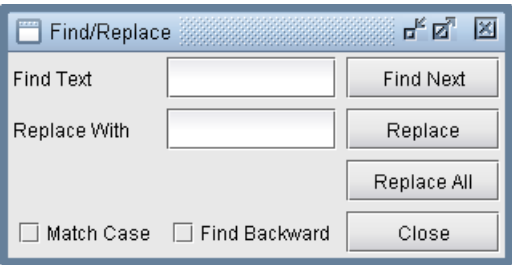 Find/Replace
Find Text Find Next
Replace With Replace
Replace All
Match Case Find Backward Close